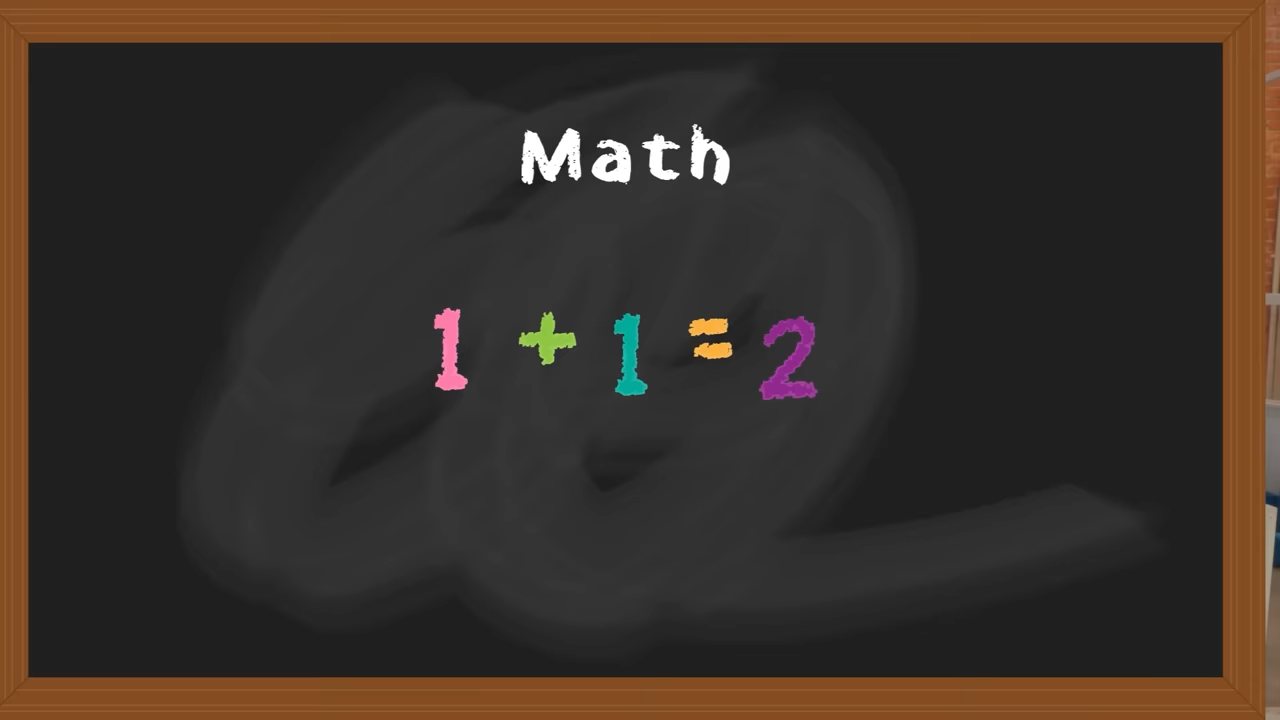 Math
1 + 1 = 2